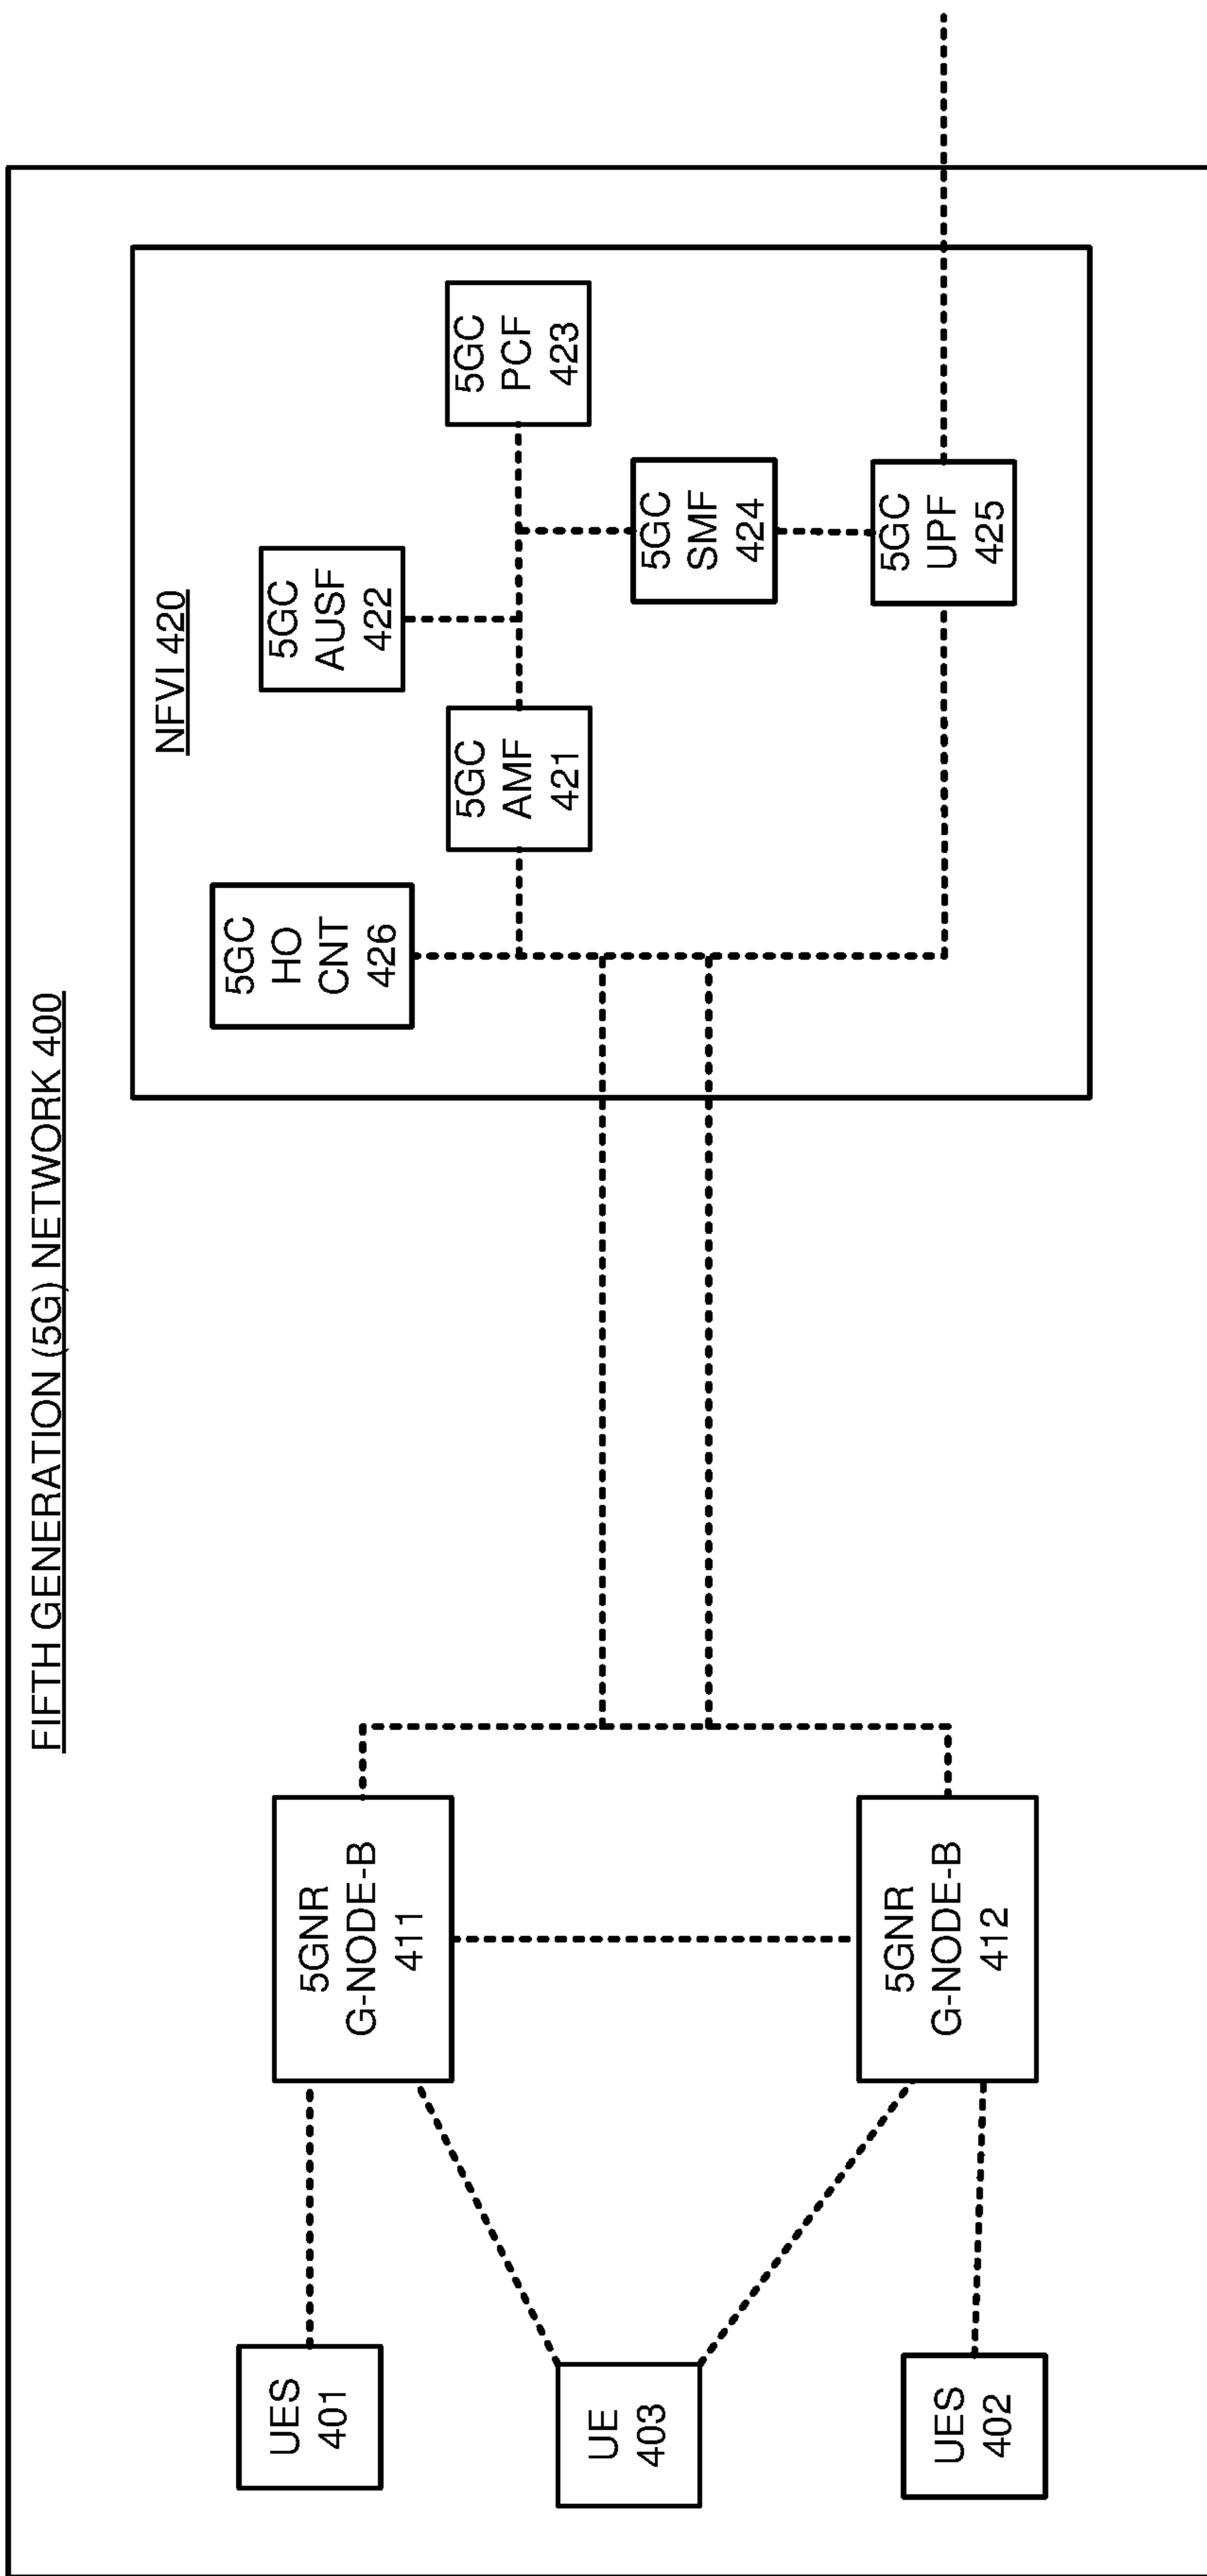 FIFTH GENERATION (5G) NETWORK 400
UES
401
UE
403
UES
402
5GNR
G-NODE-B
411
5GNR
G-NODE-B
412
NFVI 420
5GC
HO
CNT
426
5GC
AMF
421
5GC
AUSF
422
5GC
PCF
423
5GC
SMF
424
5GC
UPF
425